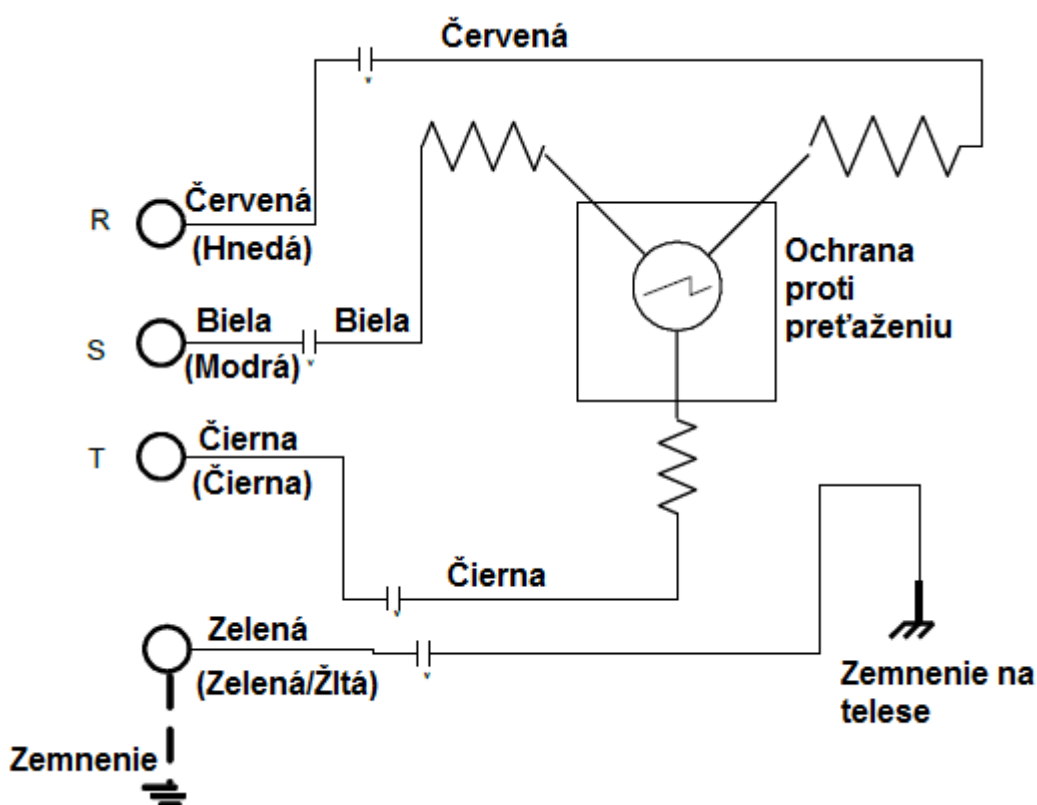 Červená
R
Červená
(Hnedá)
Ochrana
proti
preťaženiu
S
Biela
Biela
(Modrá)
T
Čierna
(Čierna)
Čierna
Zelená
(Zelená/Žltá)
Zemnenie na
telese
Zemnenie